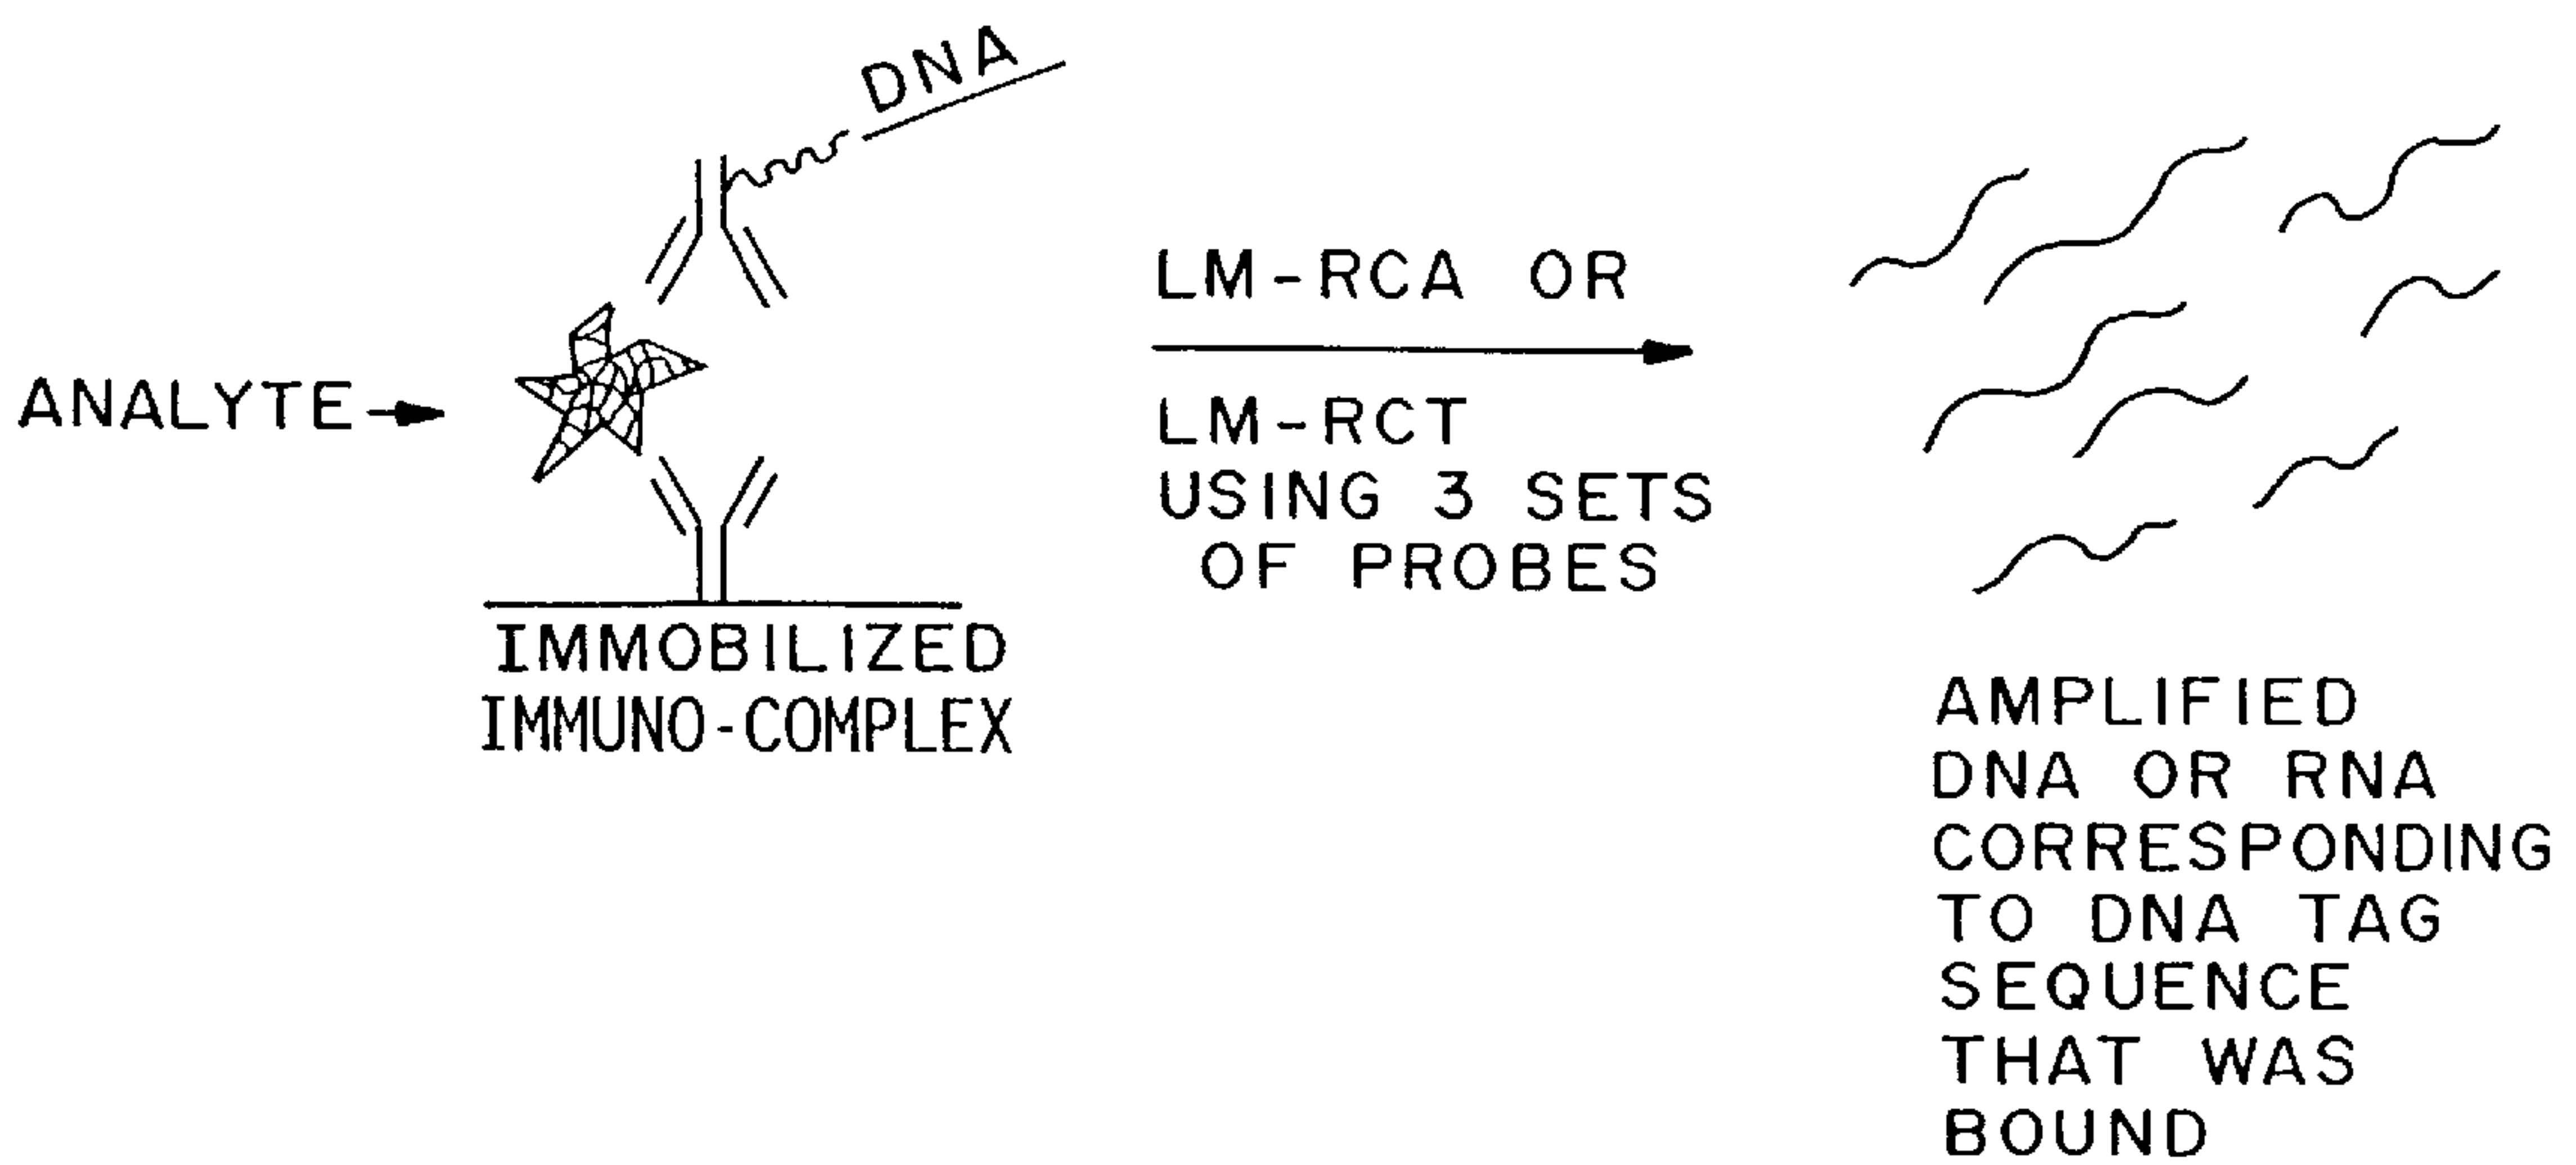 DNA
ANALYTE
IMMOBILIZED
IMMUNO-COMPLEX
LM-RCA OR
LM-RCT
USING 3 SETS
OF PROBES
AMPLIFIED
DNA OR RNA
CORRESPONDING
TO DNA TAG
SEQUENCE
THAT WAS
BOUND